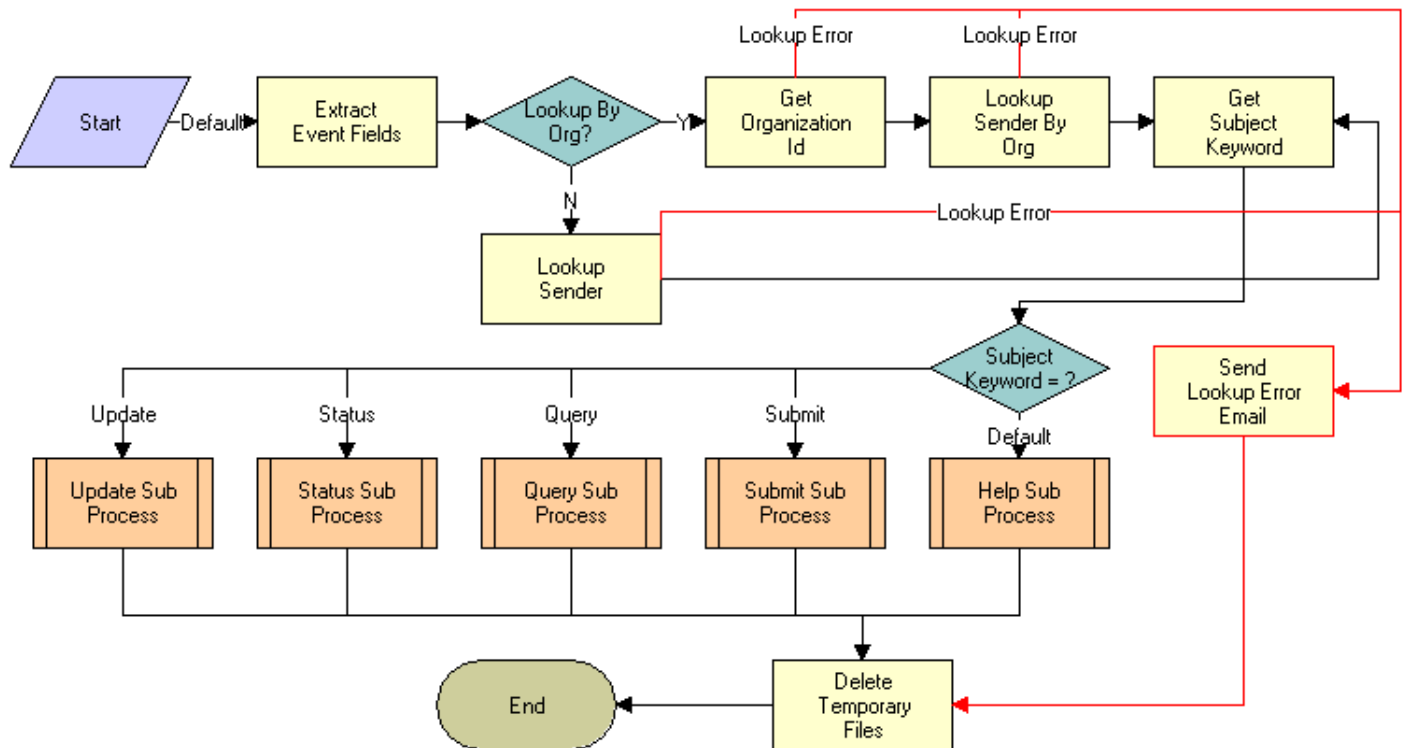 Lookup Error
Lookup Error
Start
Default
Extract
Event Fields
Lookup By
Org?
Y
Get
Organization
Id
Lookup
Sender By
Org
Get
Subject
Keyword
N
Lookup Error
Lookup
Sender
Subject
Keyword = ?
Send
Lookup Error
Email
Update
Status
Query
Submit
Default
Update Sub
Process
Status Sub
Process
Query Sub
Process
Submit Sub
Process
Help Sub
Process
End
Delete
Temporary
Files